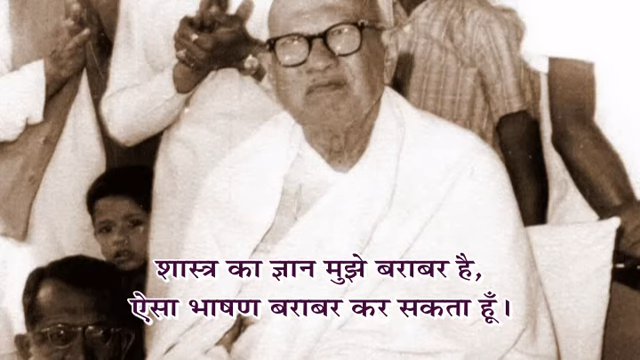 शास्त्र का ज्ञान मुझे बराबर है,
ऐसा भाषण बराबर कर सकता हूँ।